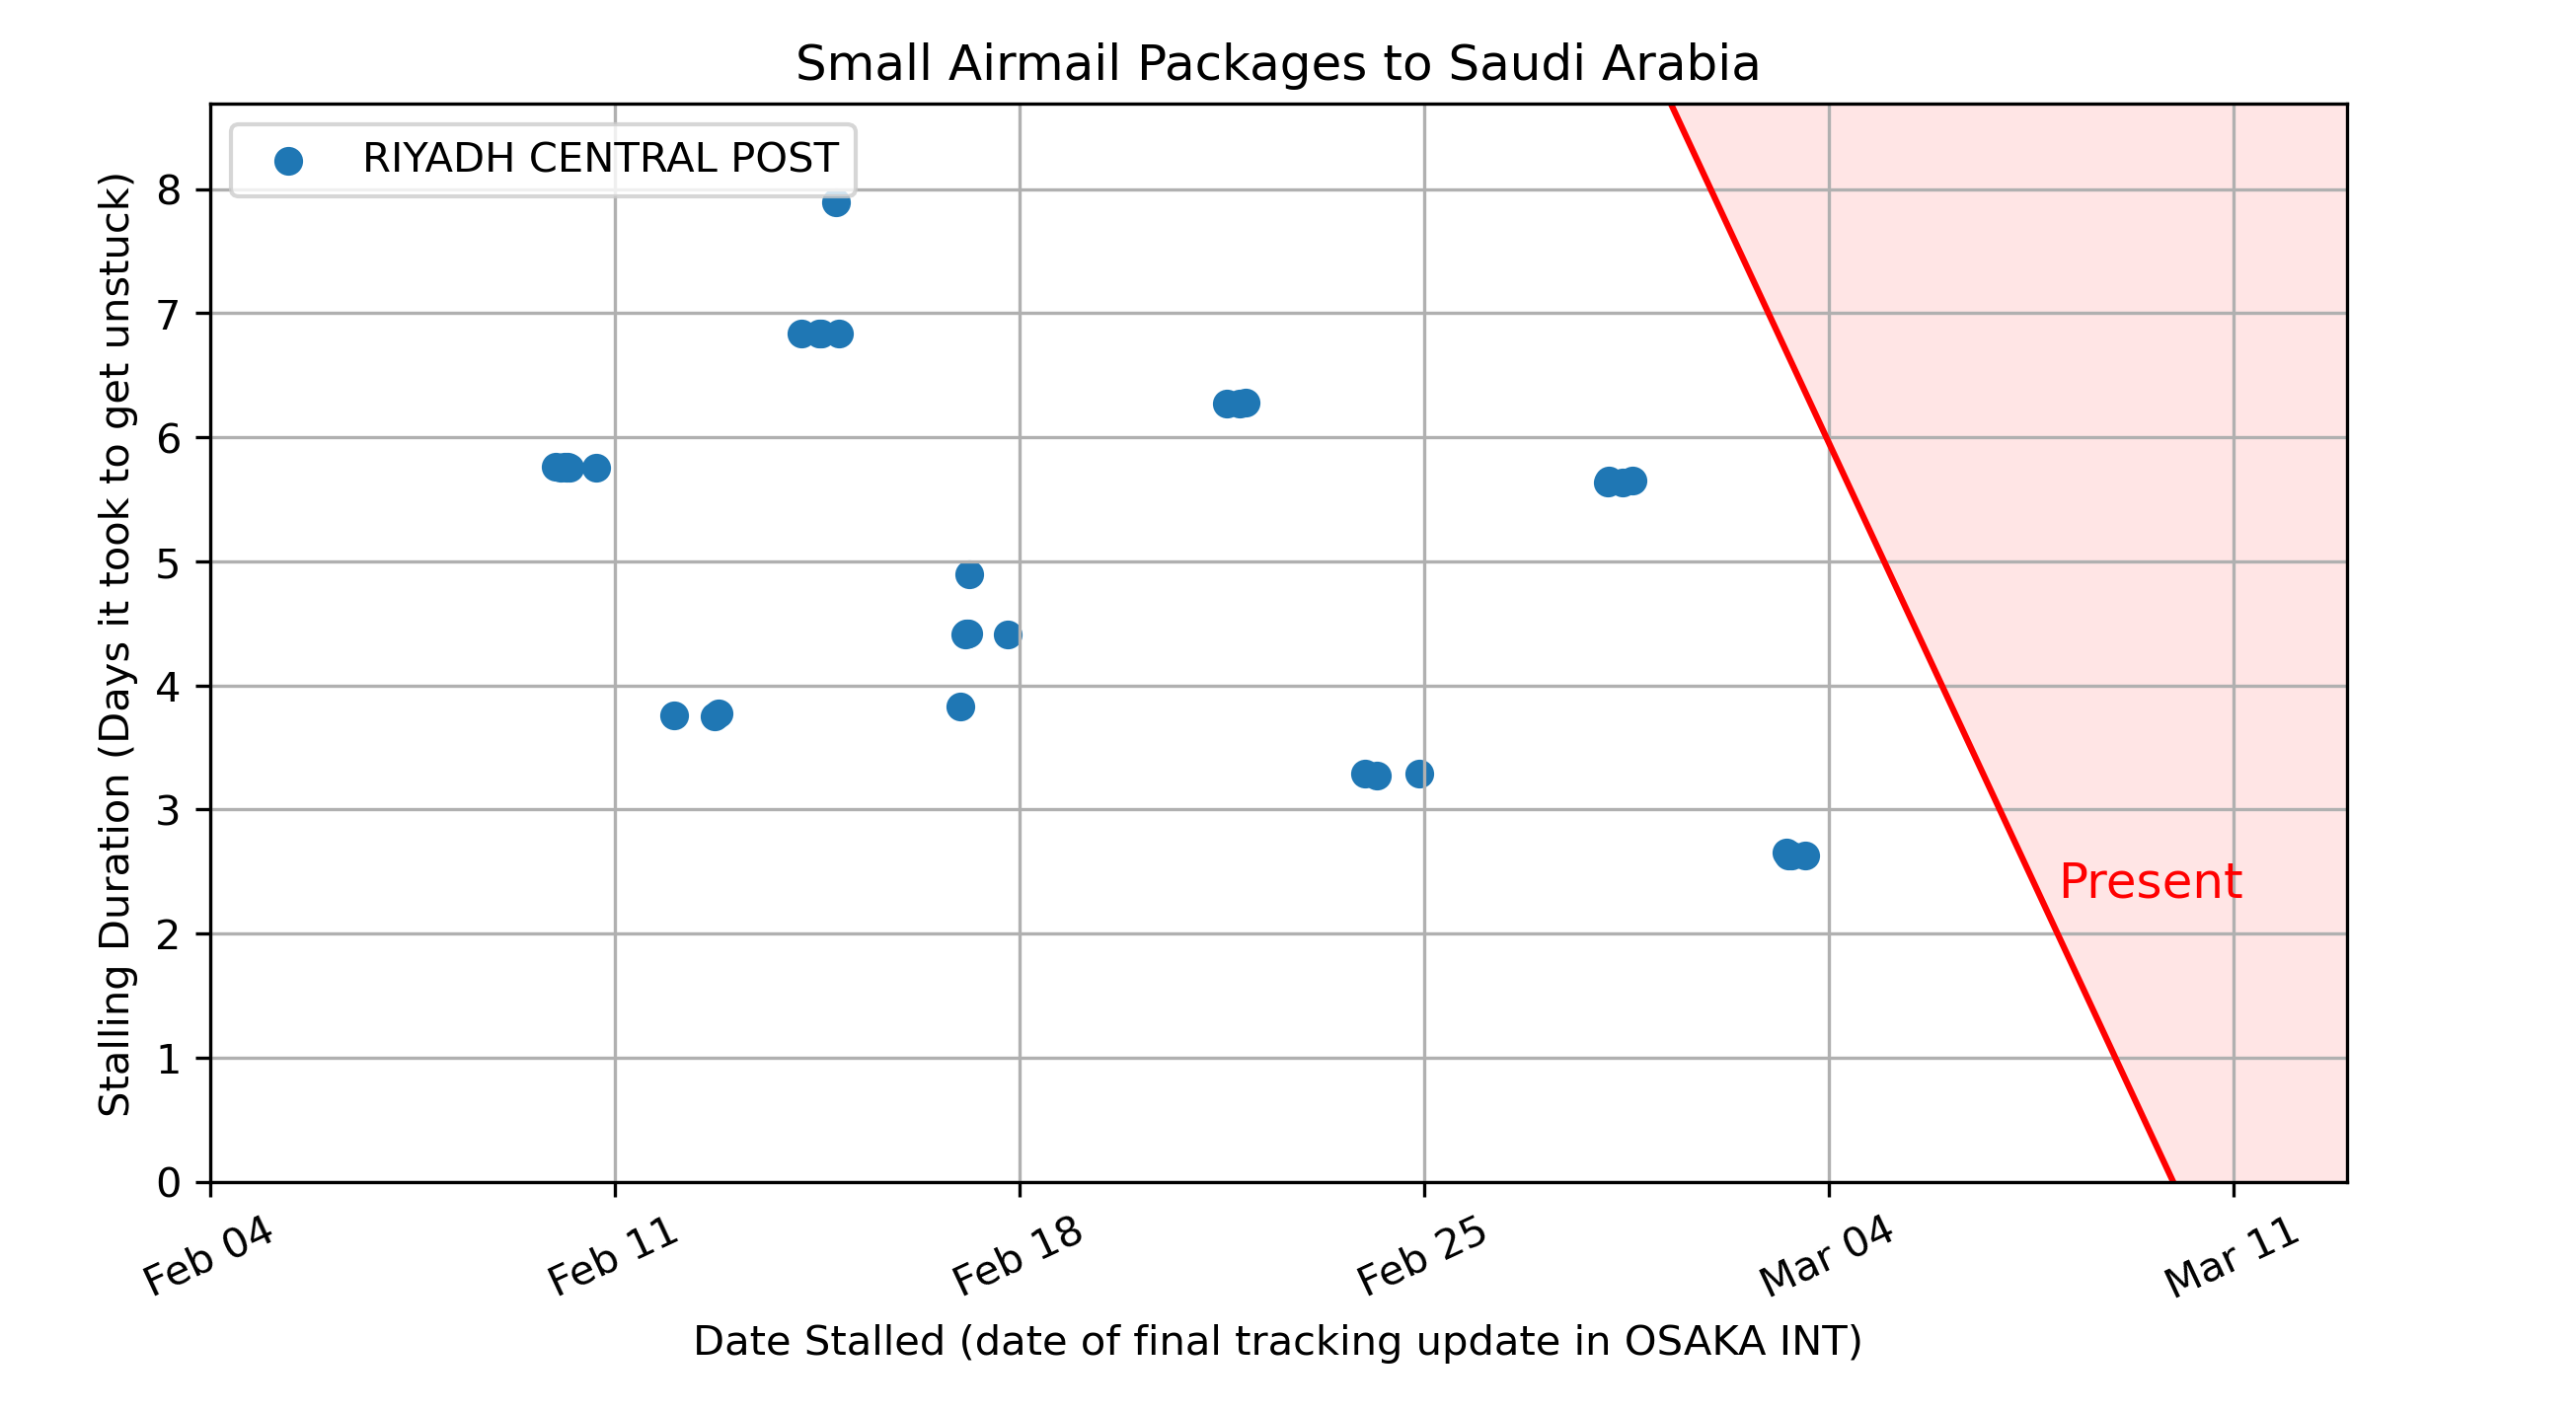 Small Airmail Packages to Saudi Arabia
RIYADH CENTRAL POST
Stalling Duration (Days it took to get unstuck)
8
7
6
5
4
3
2
1
0
Present
Feb 04
Feb 11
Feb 18
Feb 25
Mar 04
Mar 11
Date Stalled (date of final tracking update in OSAKA INT)